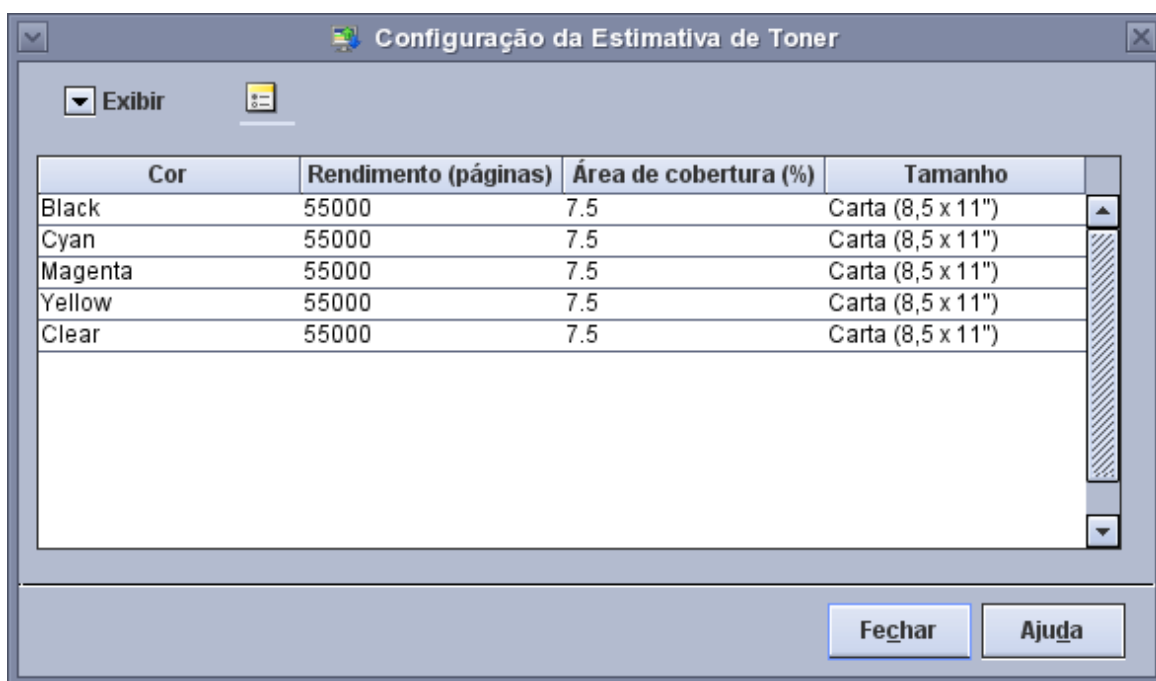 Configuração da Estimativa de Toner
Exibir
Cor Rendimento (páginas) Área de cobertura (%) Tamanho
Black 55000 7.5 Carta (8,5 x 11")
Cyan 55000 7.5 Carta (8,5 x 11")
Magenta 55000 7.5 Carta (8,5 x 11")
Yellow 55000 7.5 Carta (8,5 x 11")
Clear 55000 7.5 Carta (8,5 x 11")
Fechar Ajuda